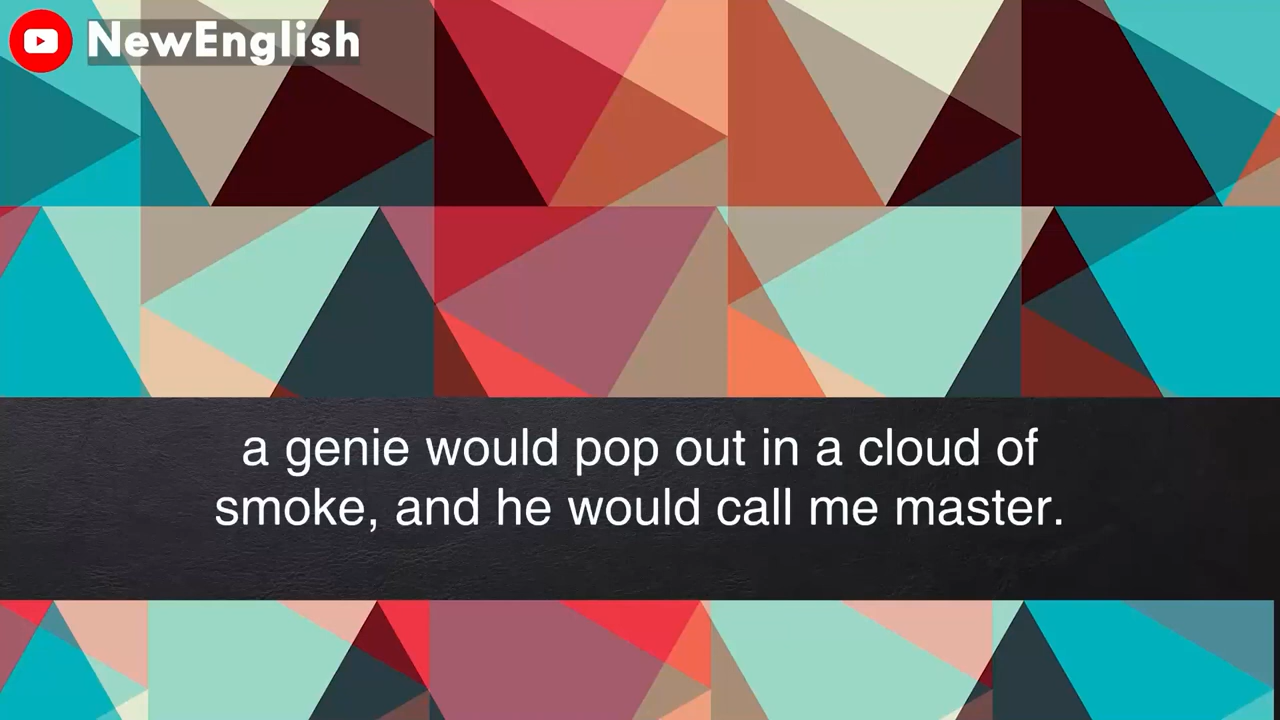 NewEnglish
a genie would pop out in a cloud of
smoke, and he would call me master.